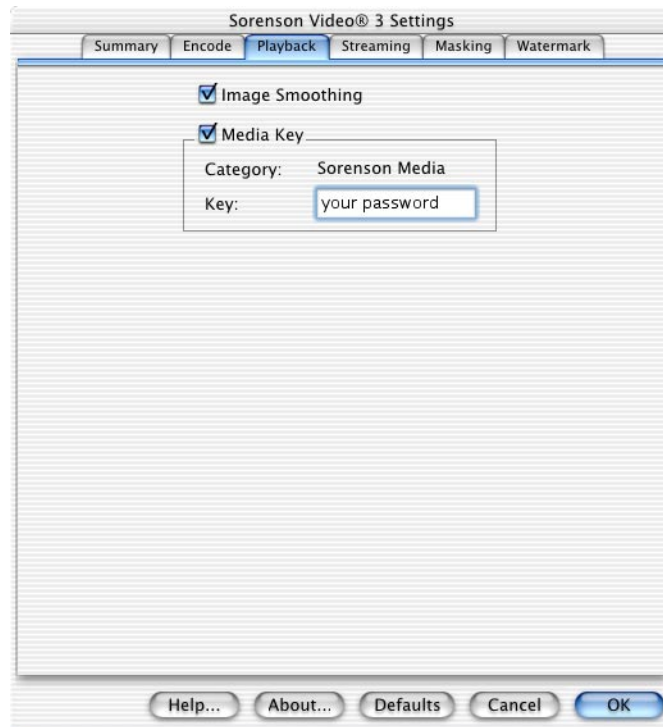 Sorenson Video® 3 Settings
Summary Encode Playback Streaming Masking Watermark
Image Smoothing
Media Key
Category: Sorenson Media
Key: your password
Help... About... Defaults Cancel OK